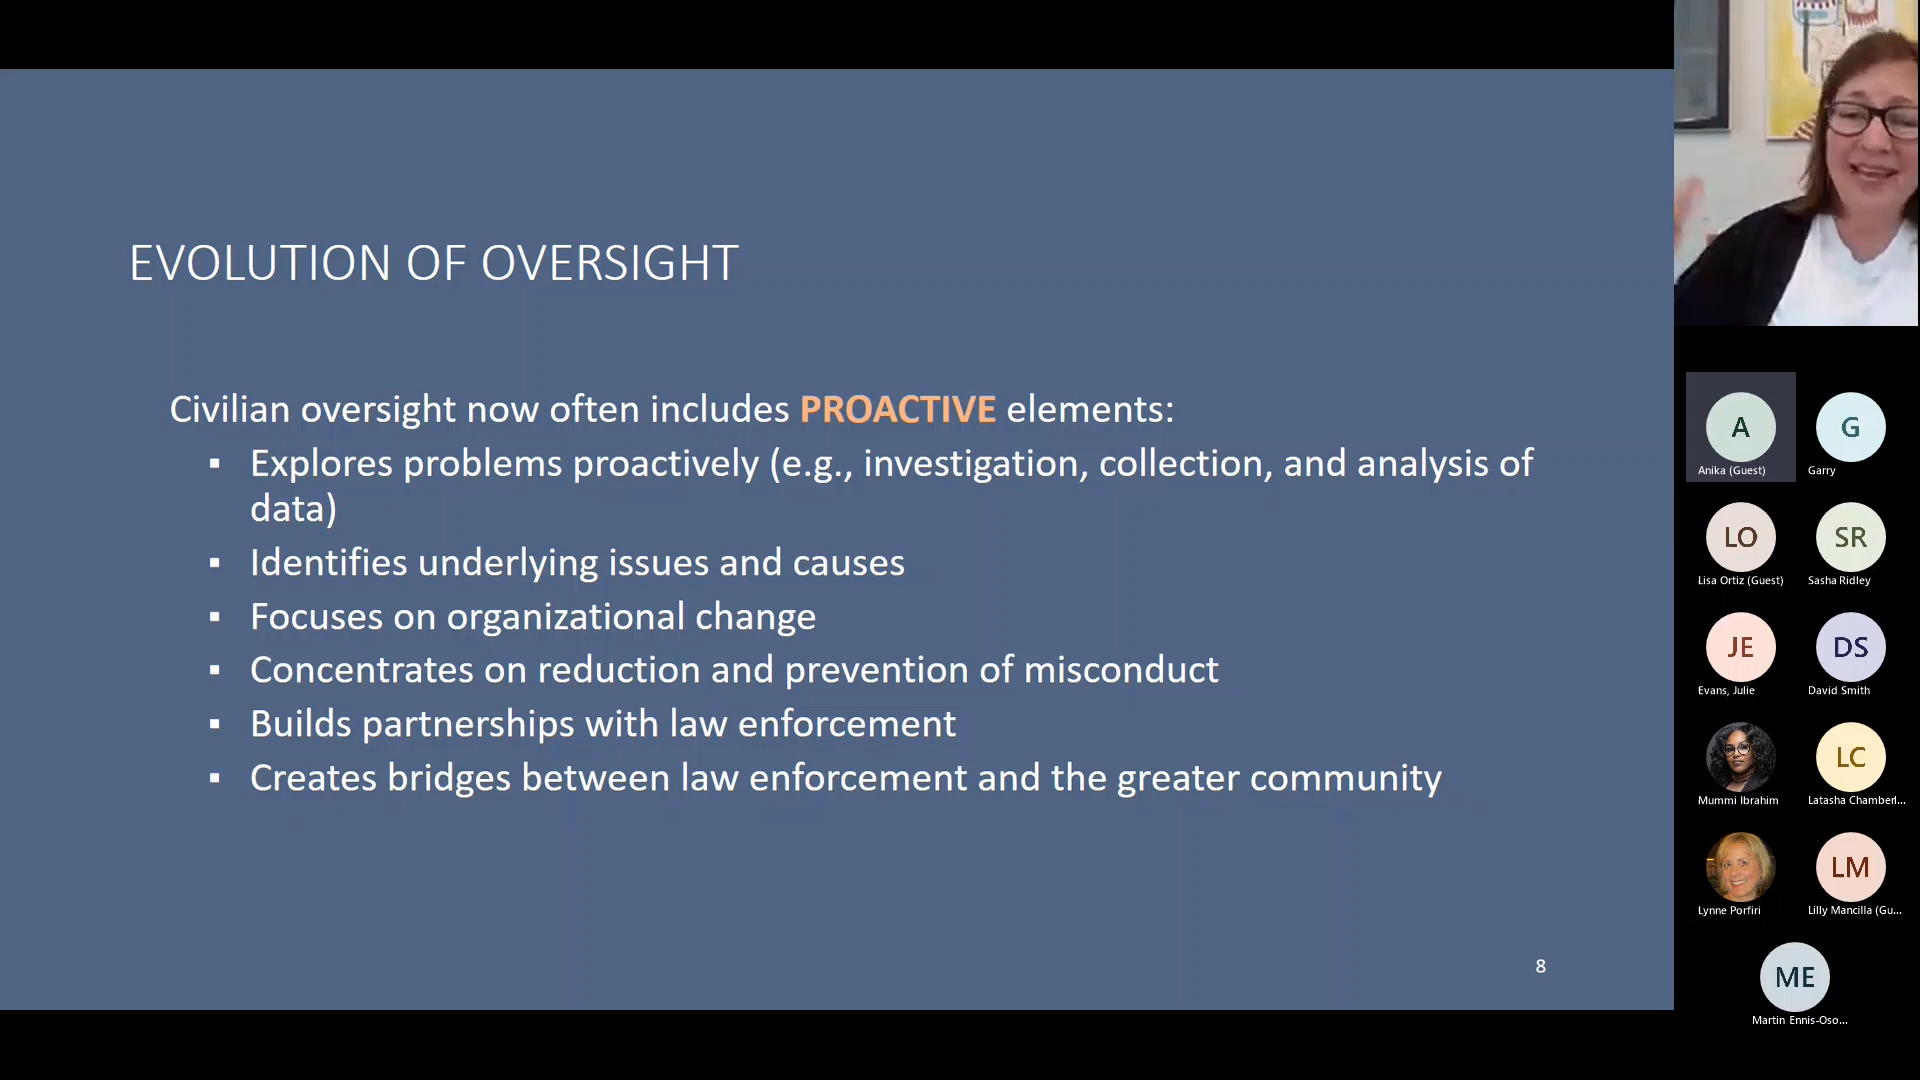 EVOLUTION OF OVERSIGHT
Civilian oversight now often includes PROACTIVE elements:
▪ Explores problems proactively (e.g., investigation, collection, and analysis of
data)
▪ Identifies underlying issues and causes
▪ Focuses on organizational change
▪ Concentrates on reduction and prevention of misconduct
▪ Builds partnerships with law enforcement
▪ Creates bridges between law enforcement and the greater community
8
A
Anika (Guest)
G
Garry
LO
Lisa Ortiz (Guest)
SR
Sasha Ridley
JE
Evans, Julie
DS
David Smith
Mummi Ibrahim
LC
Latasha Chamberl...
Lynne Porfiri
LM
Lilly Mancilla (Gu...
ME
Martin Ennis-Oso...